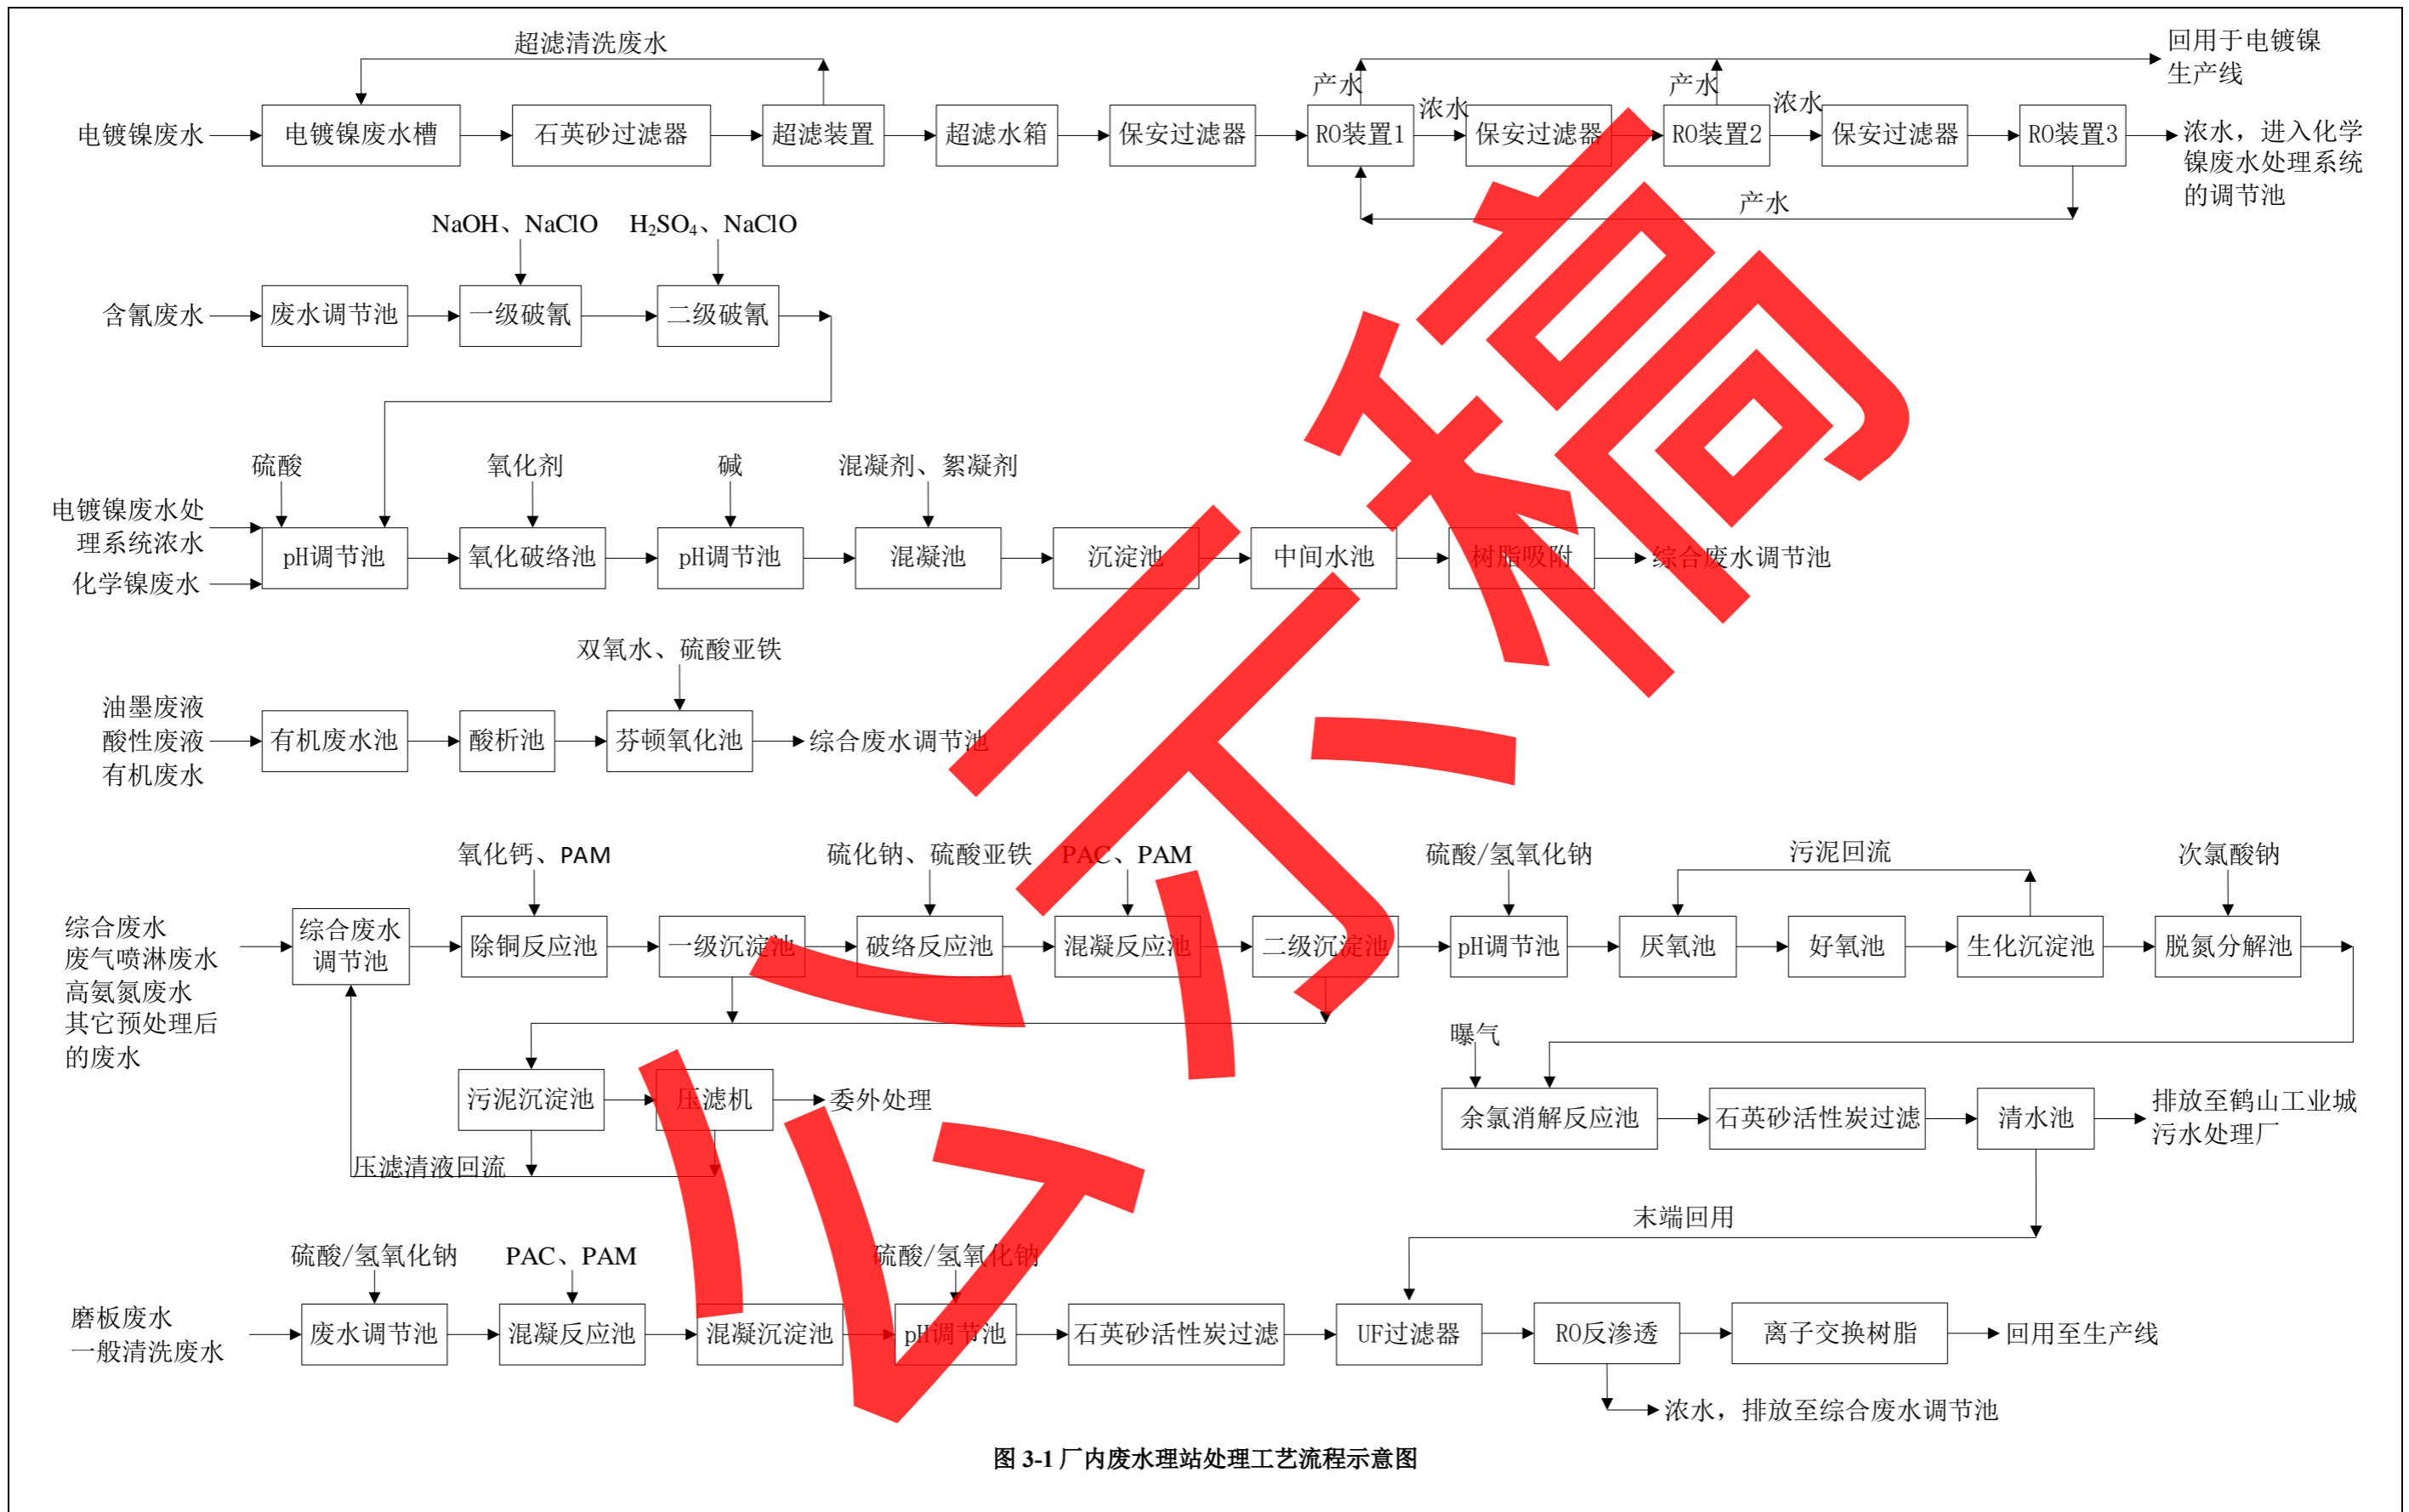 超滤清洗废水
回用于电镀镍
生产线
产水
浓水
产水
浓水
电镀镍废水
电镀镍废水槽
石英砂过滤器
超滤装置
超滤水箱
保安过滤器
RO装置1
保安过滤器
RO装置2
保安过滤器
RO装置3
浓水，进入化学
镍废水处理系统
的调节池
产水
NaOH、NaClO
H₂SO₄、NaClO
含氰废水
废水调节池
一级破氰
二级破氰
硫酸
氧化剂
碱
混凝剂、絮凝剂
电镀镍废水处
理系统浓水
化学镍废水
pH调节池
氧化破络池
pH调节池
混凝池
沉淀池
中间水池
树脂吸附
综合废水调节池
双氧水、硫酸亚铁
油墨废液
酸性废液
有机废水
有机废水池
酸析池
芬顿氧化池
综合废水调节池
氧化钙、PAM
硫化钠、硫酸亚铁
PAC、PAM
硫酸/氢氧化钠
污泥回流
次氯酸钠
综合废水
废气喷淋废水
高氨氮废水
其它预处理后
的废水
综合废水
调节池
除铜反应池
一级沉淀池
破络反应池
混凝反应池
二级沉淀池
pH调节池
厌氧池
好氧池
生化沉淀池
脱氮分解池
曝气
污泥沉淀池
压滤机
委外处理
余氯消解反应池
石英砂活性炭过滤
清水池
排放至鹤山工业城
污水处理厂
压滤清液回流
末端回用
硫酸/氢氧化钠
PAC、PAM
硫酸/氢氧化钠
磨板废水
一般清洗废水
废水调节池
混凝反应池
混凝沉淀池
pH调节池
石英砂活性炭过滤
UF过滤器
RO反渗透
离子交换树脂
回用至生产线
浓水，排放至综合废水调节池
图 3-1 厂内废水理站处理工艺流程示意图
公示稿